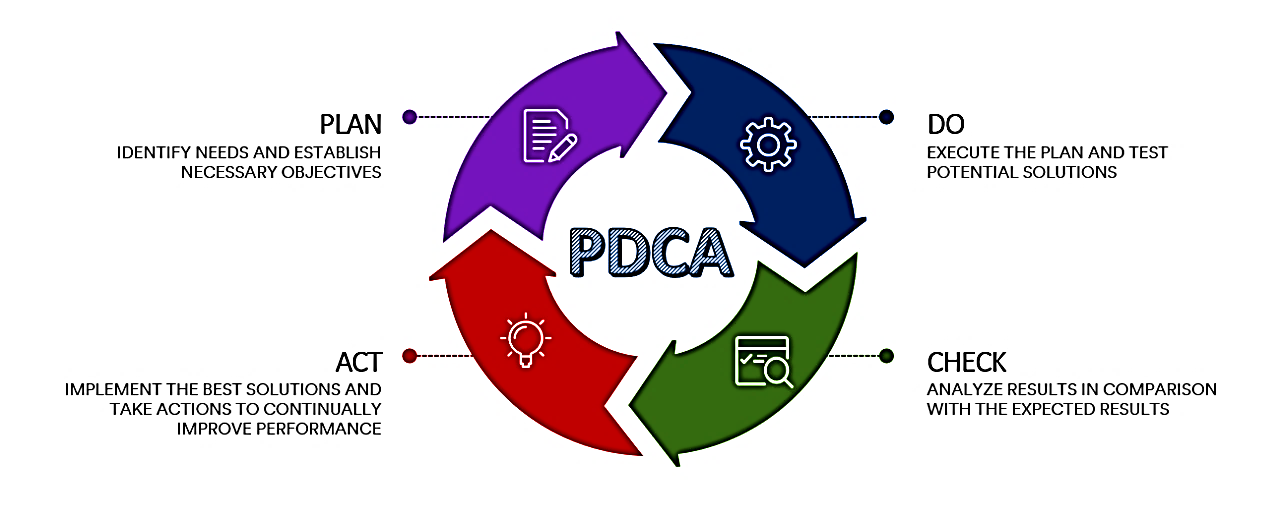 PLAN
IDENTIFY NEEDS AND ESTABLISH
NECESSARY OBJECTIVES
DO
EXECUTE THE PLAN AND TEST
POTENTIAL SOLUTIONS
PDCA
ACT
IMPLEMENT THE BEST SOLUTIONS AND
TAKE ACTIONS TO CONTINUALLY
IMPROVE PERFORMANCE
CHECK
ANALYZE RESULTS IN COMPARISON
WITH THE EXPECTED RESULTS